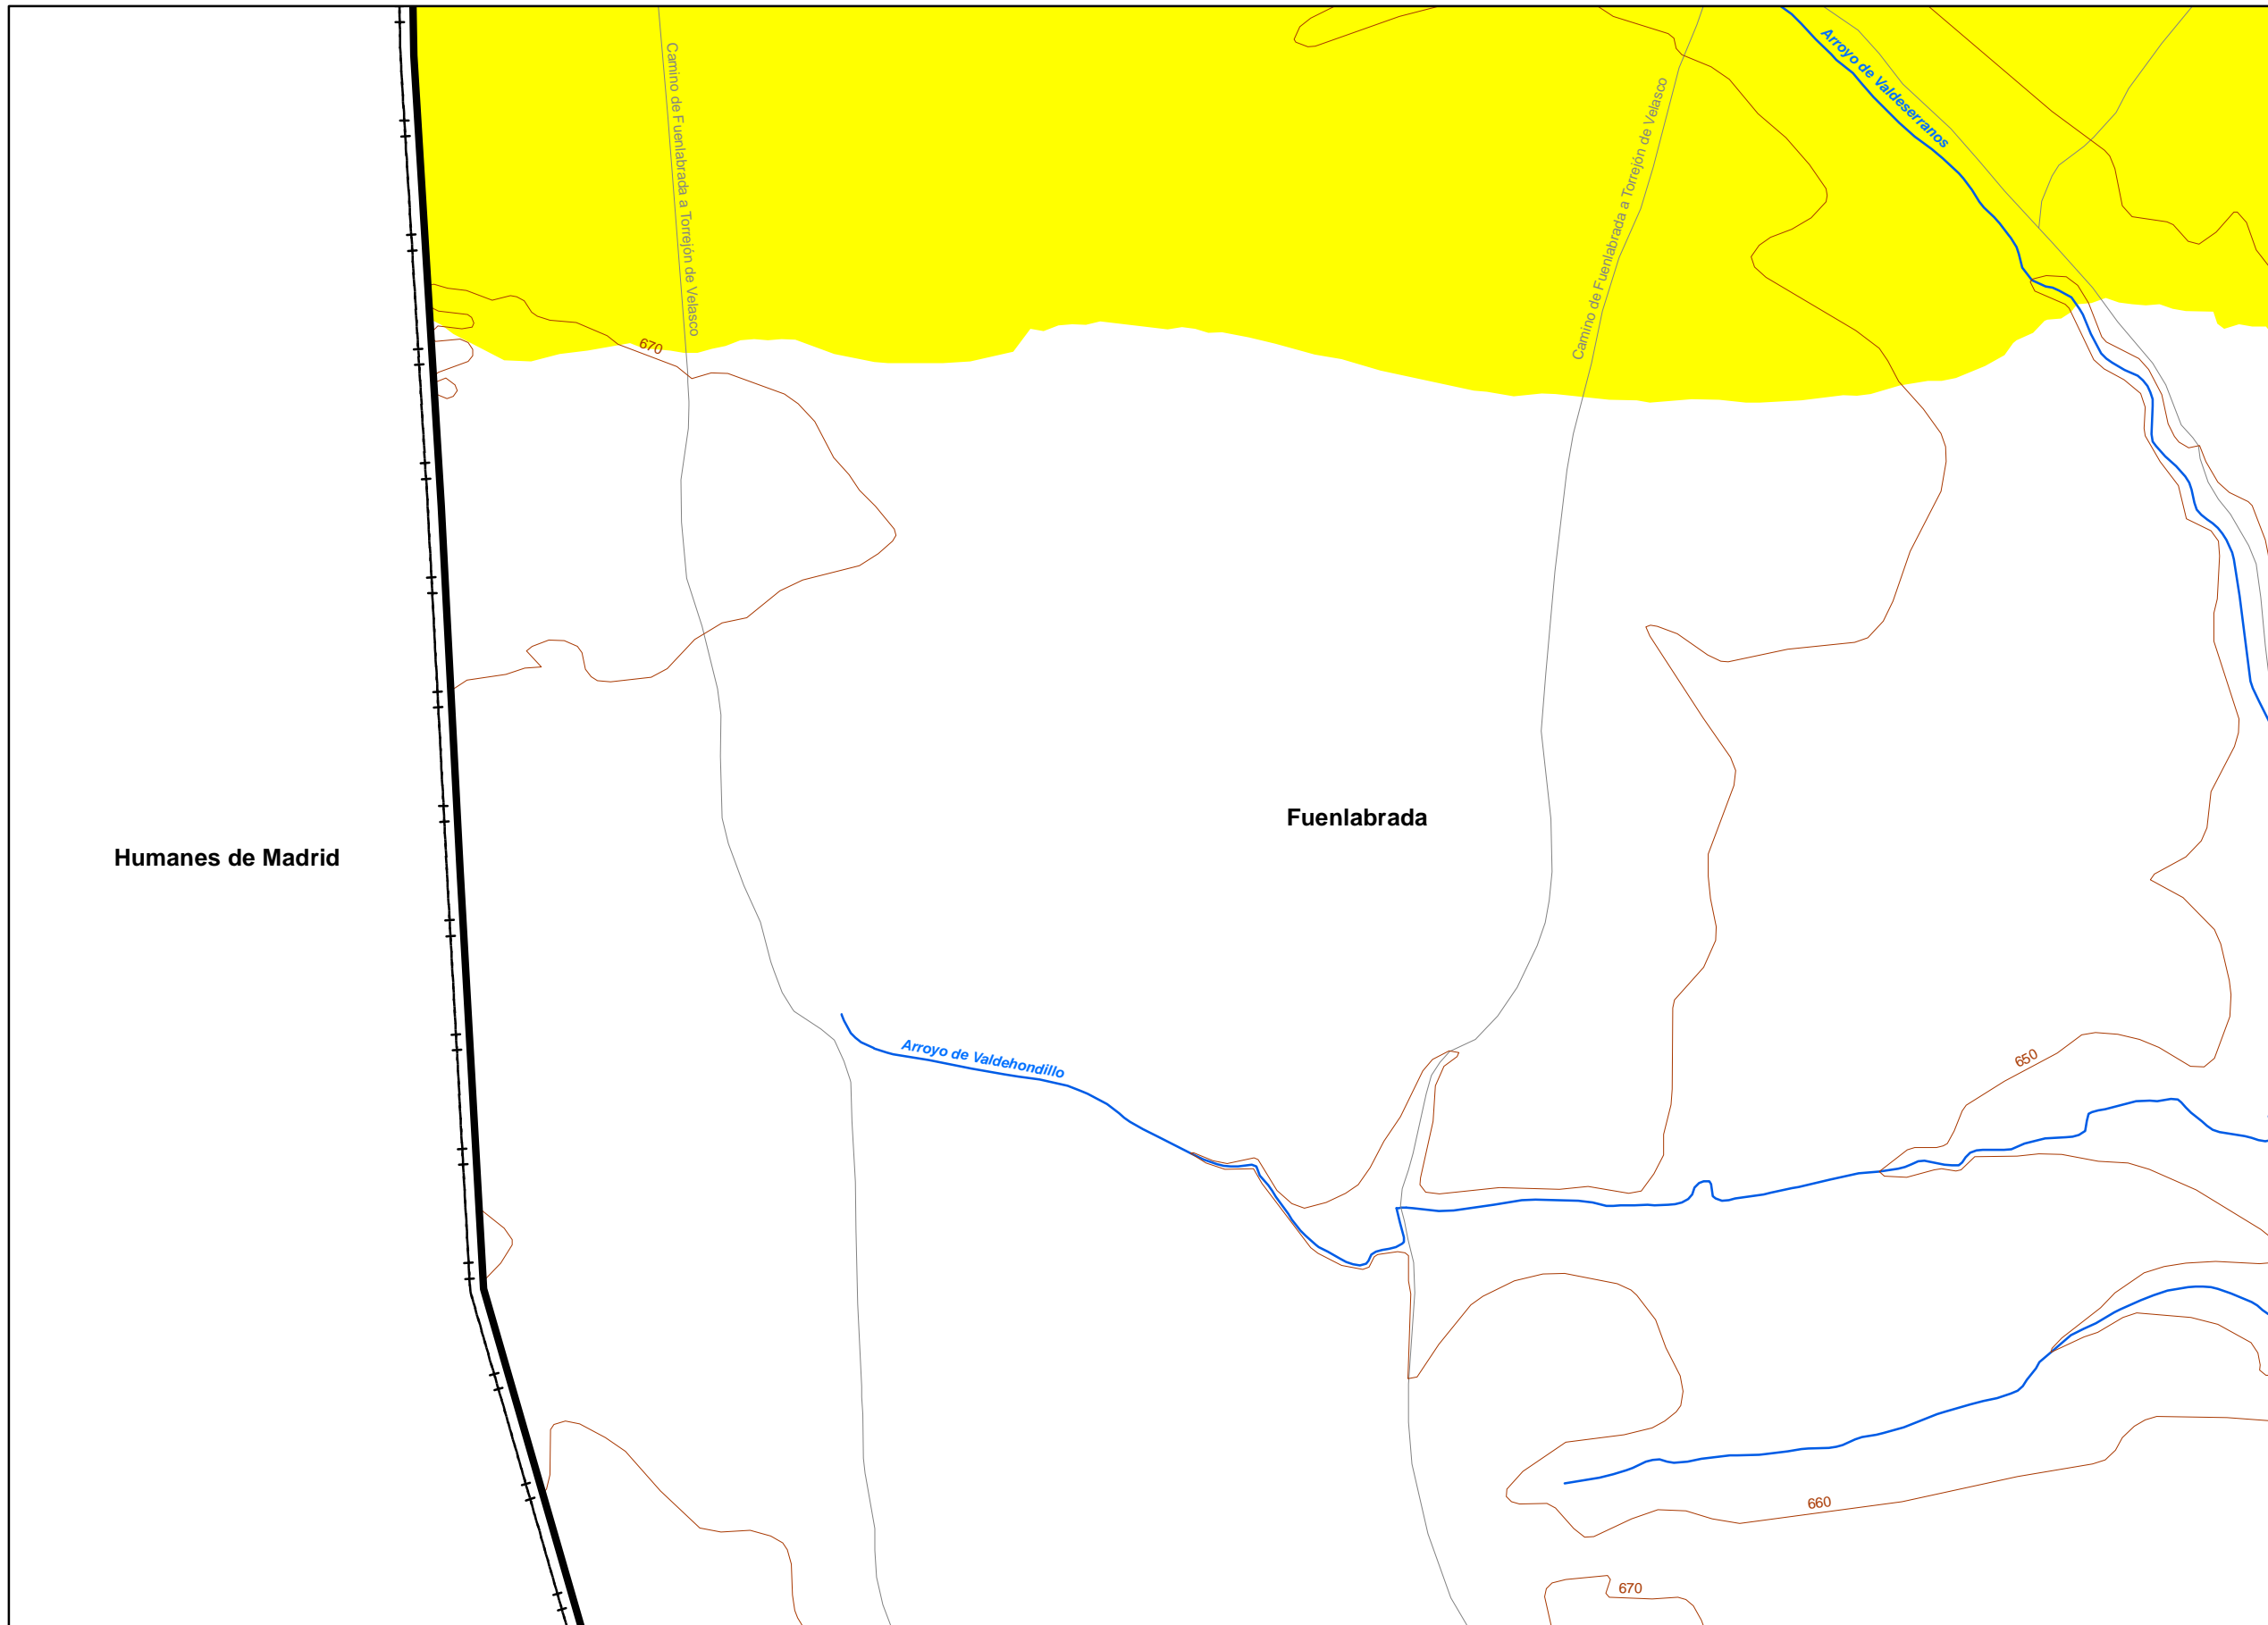 Camino de Fuenlabrada a Torrejón de Velasco
Camino de Fuenlabrada a Torrejón de Velasco
Arroyo de Valdeserranos
670
Fuenlabrada
Humanes de Madrid
Arroyo de Valdehondillo
650
660
670